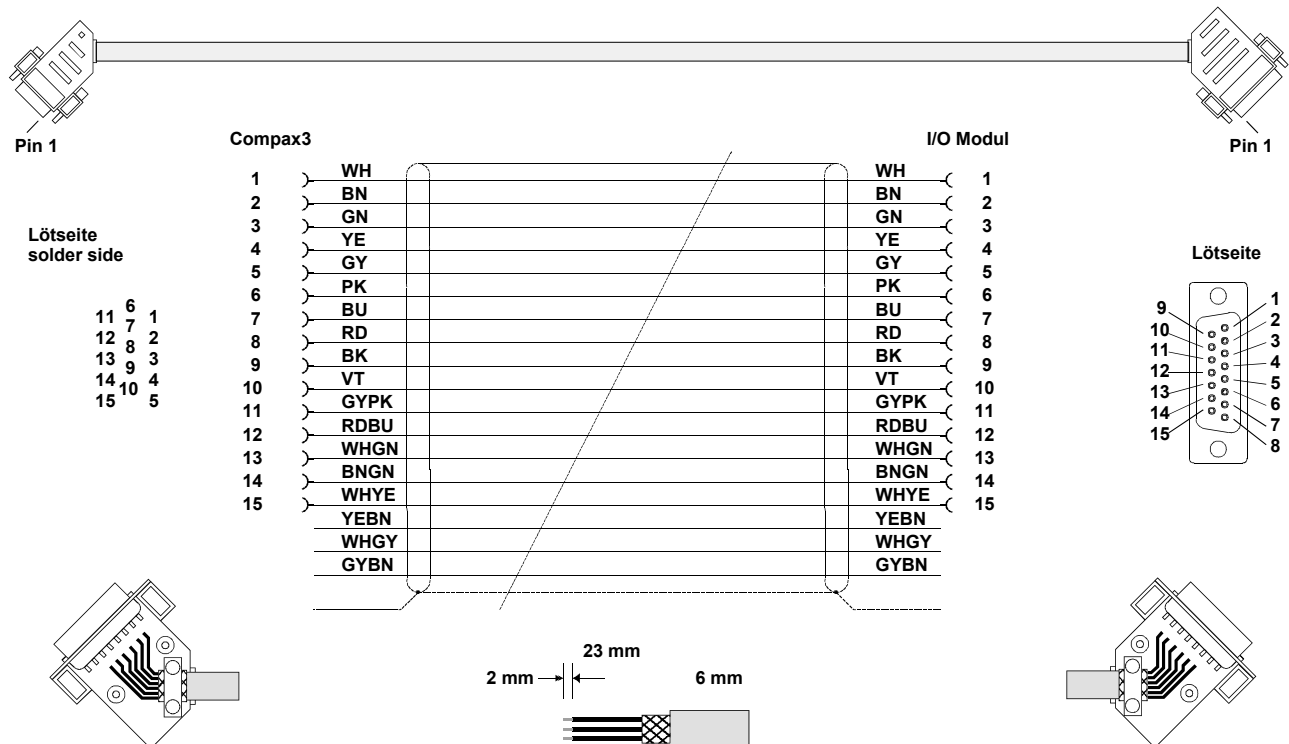 Pin 1
Pin 1
Compax3
I/O Modul
1 WH WH 1
2 BN BN 2
3 GN GN 3
4 YE YE 4
5 GY GY 5
6 PK PK 6
7 BU BU 7
8 RD RD 8
9 BK BK 9
10 VT VT 10
11 GYPK GYPK 11
12 RDBU RDBU 12
13 WHGN WHGN 13
14 BNGN BNGN 14
15 WHYE WHYE 15
YEBN YEBN
WHGY WHGY
GYBN GYBN
Lötseite
solder side
6
11 1
7
12 2
8
13 3
9
14 4
10
15 5
Lötseite
1
9
2
10
3
11
4
12
5
13
6
14
7
15
8
23 mm
2 mm 6 mm